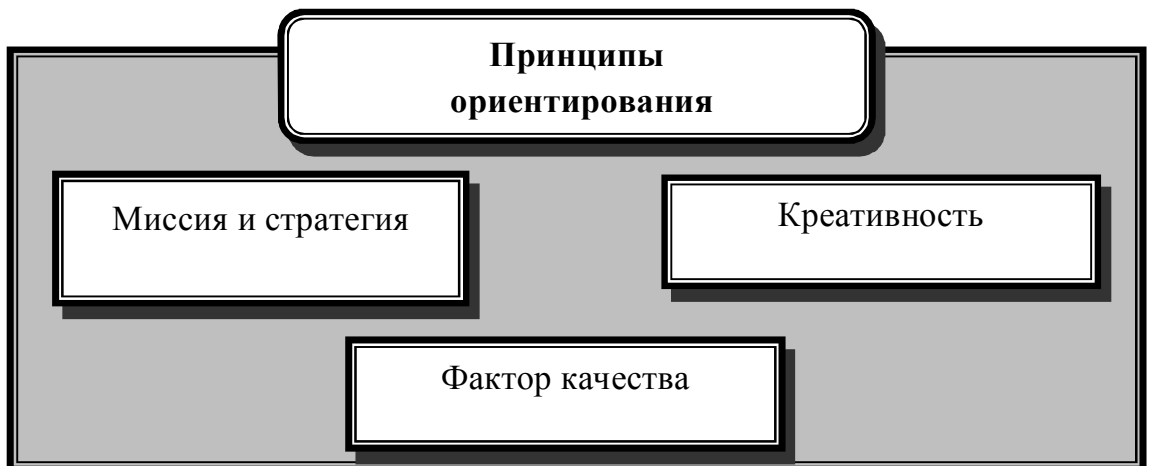 Принципы
ориентирования
Миссия и стратегия
Креативность
Фактор качества